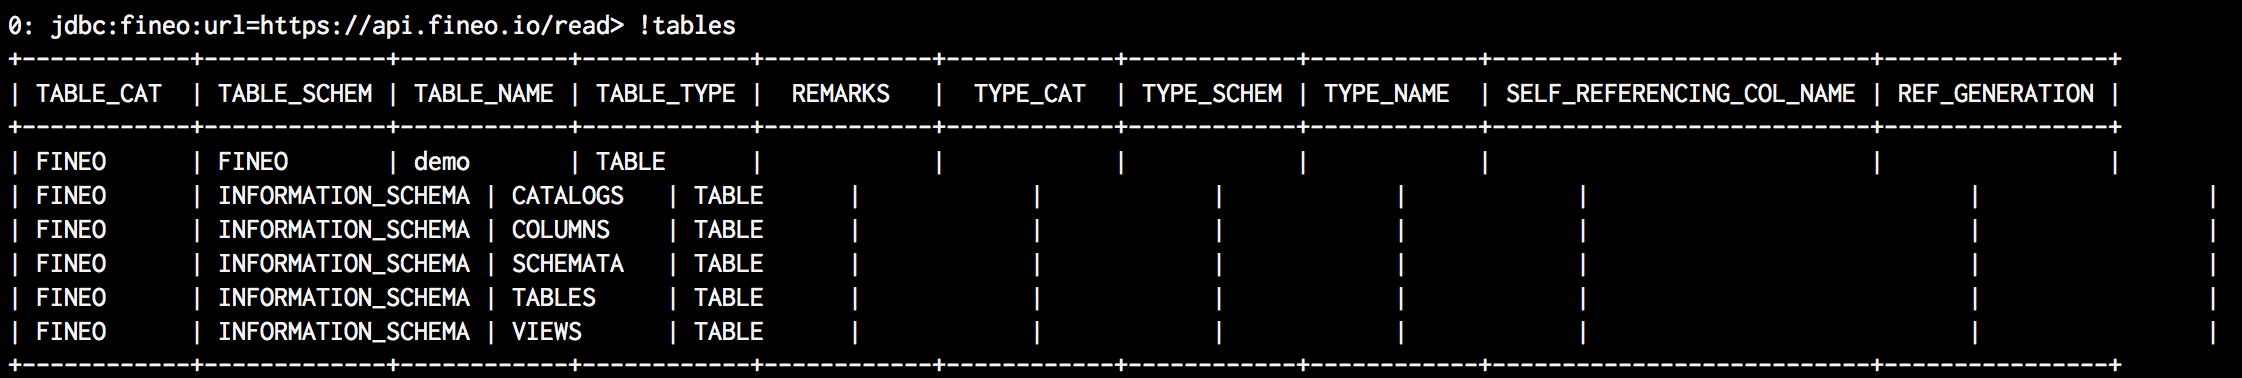 0: jdbc:fineo:url=https://api.fineo.io/read> !tables
+------------+-------------+------------+------------+------------+------------+------------+------------+---------------------------+----------------+
| TABLE_CAT  | TABLE_SCHEM | TABLE_NAME | TABLE_TYPE |  REMARKS   |  TYPE_CAT  | TYPE_SCHEM | TYPE_NAME  | SELF_REFERENCING_COL_NAME | REF_GENERATION |
+------------+-------------+------------+------------+------------+------------+------------+------------+---------------------------+----------------+
| FINEO      | FINEO       | demo       | TABLE      |            |            |            |            |                           |                |
| FINEO      | INFORMATION_SCHEMA | CATALOGS   | TABLE      |            |            |            |            |                           |                |
| FINEO      | INFORMATION_SCHEMA | COLUMNS    | TABLE      |            |            |            |            |                           |                |
| FINEO      | INFORMATION_SCHEMA | SCHEMATA   | TABLE      |            |            |            |            |                           |                |
| FINEO      | INFORMATION_SCHEMA | TABLES     | TABLE      |            |            |            |            |                           |                |
| FINEO      | INFORMATION_SCHEMA | VIEWS      | TABLE      |            |            |            |            |                           |                |
+------------+-------------+------------+------------+------------+------------+------------+------------+---------------------------+----------------+